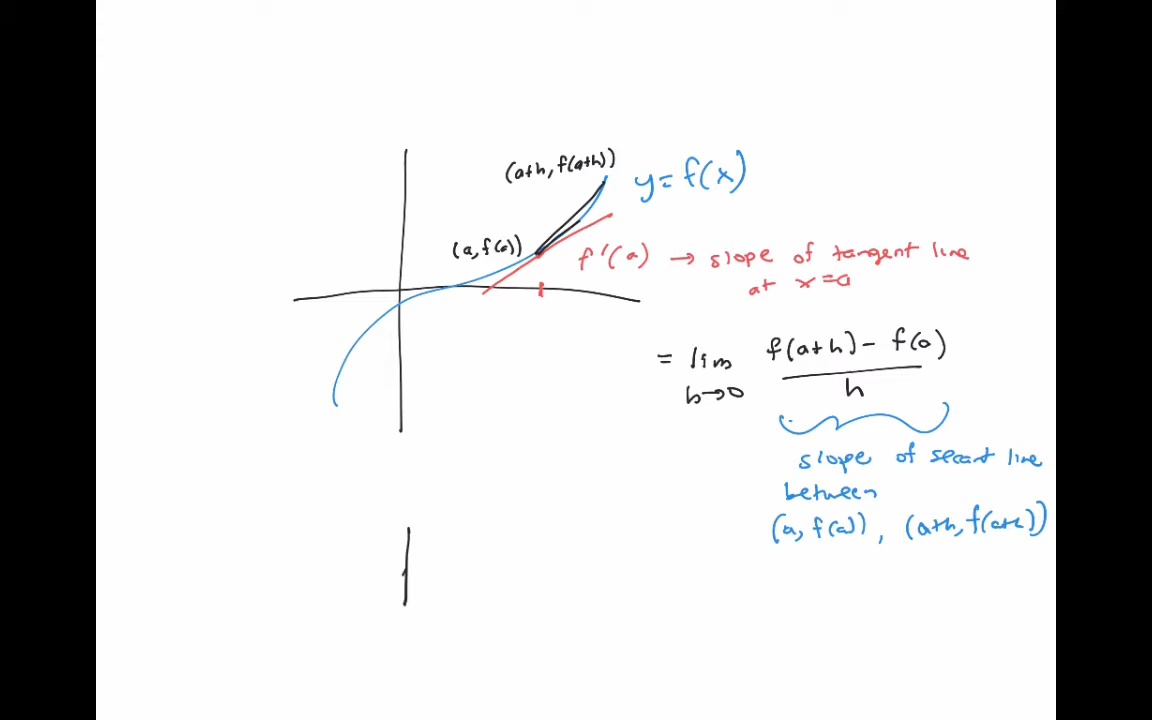 (a+h, f(a+h))
y = f(x)
(a, f(a))
f'(a) → slope of tangent line
at x=a
= lim f(a+h) - f(a)
h→0 h
slope of secant line
between
(a, f(a)), (a+h, f(a+h))